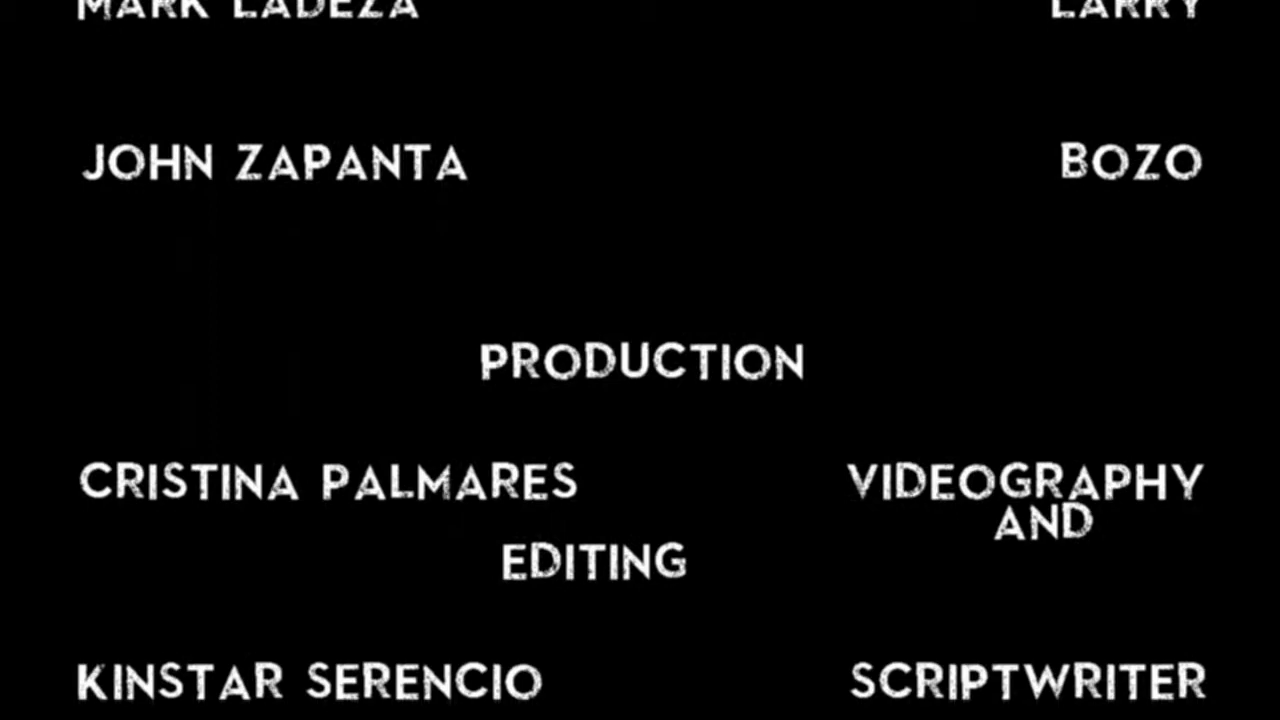 MARK LADEZA LARRY
JOHN ZAPANTA BOZO
PRODUCTION
CRISTINA PALMARES VIDEOGRAPHY
AND
EDITING
KINSTAR SERENCIO SCRIPTWRITER